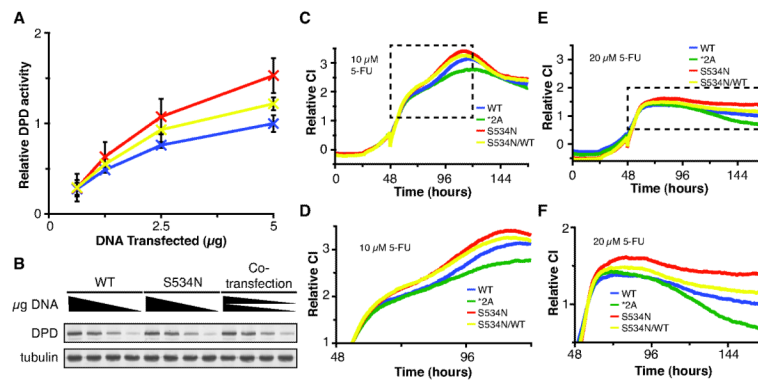 A
Relative DPD activity
2
1
0
0
2.5
5
DNA Transfected (µg)
B
WT
S534N
Co-
transfection
µg DNA
DPD
tubulin
C
Relative CI
3
2
1
0
10 µM
5-FU
WT
*2A
S534N
S534N/WT
0
48
96
144
Time (hours)
D
Relative CI
4
3
2
1
10 µM 5-FU
WT
*2A
S534N
S534N/WT
48
96
Time (hours)
E
Relative CI
3
2
1
0
20 µM 5-FU
WT
*2A
S534N
S534N/WT
0
48
96
144
Time (hours)
F
Relative CI
2
1
20 µM 5-FU
WT
*2A
S534N
S534N/WT
48
96
144
Time (hours)